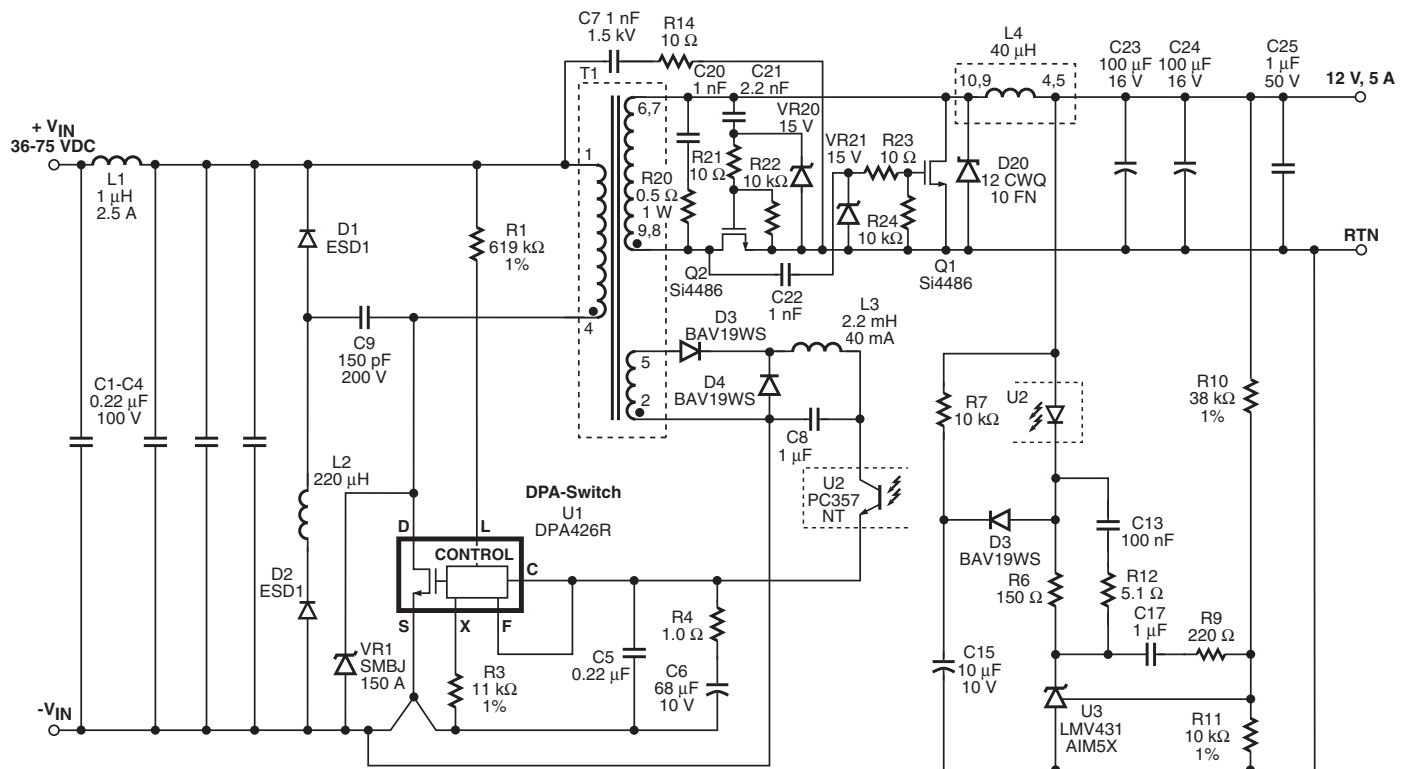 C7 1 nF
1.5 kV
R14
10 Ω
T1
C20
1 nF
C21
2.2 nF
L4
40 μH
10,9
4,5
C23
100 μF
16 V
C24
100 μF
16 V
C25
1 μF
50 V
12 V, 5 A
6,7
VR20
15 V
VR21
15 V
R23
10 Ω
D20
12 CWQ
10 FN
+ VIN
36-75 VDC
L1
1 μH
2.5 A
1
R21
10 Ω
R22
10 kΩ
R20
0.5 Ω
1 W
9,8
R24
10 kΩ
RTN
D1
ESD1
R1
619 kΩ
1%
Q2
Si4486
C22
1 nF
Q1
Si4486
4
C9
150 pF
200 V
D3
BAV19WS
L3
2.2 mH
40 mA
5
2
D4
BAV19WS
C8
1 μF
C1-C4
0.22 μF
100 V
R7
10 kΩ
U2
R10
38 kΩ
1%
L2
220 μH
DPA-Switch
U1
DPA426R
U2
PC357
NT
D
L
CONTROL
C
S
X
F
D3
BAV19WS
C13
100 nF
D2
ESD1
R6
150 Ω
R12
5.1 Ω
C17
1 μF
R9
220 Ω
VR1
SMBJ
150 A
R3
11 kΩ
1%
C5
0.22 μF
R4
1.0 Ω
C6
68 μF
10 V
C15
10 μF
10 V
-VIN
U3
LMV431
AIM5X
R11
10 kΩ
1%